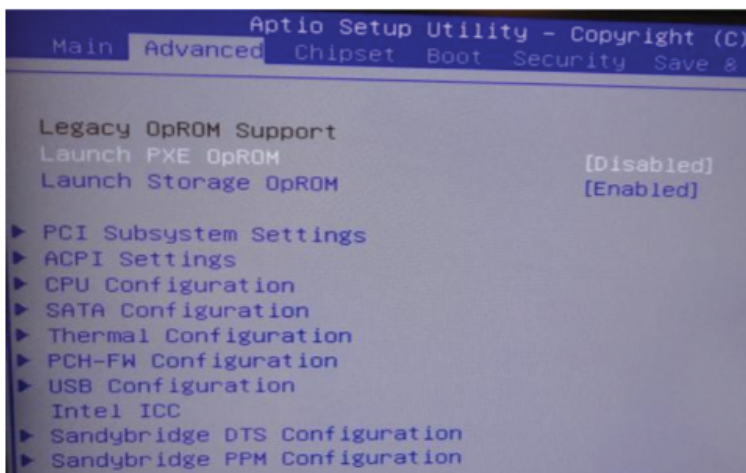 Aptio Setup Utility – Copyright (C)
Main Advanced Chipset Boot Security Save &
Legacy OpROM Support
Launch PXE OpROM [Disabled]
Launch Storage OpROM [Enabled]
▶ PCI Subsystem Settings
▶ ACPI Settings
▶ CPU Configuration
▶ SATA Configuration
▶ Thermal Configuration
▶ PCH-FW Configuration
▶ USB Configuration
Intel ICC
▶ Sandybridge DTS Configuration
▶ Sandybridge PPM Configuration